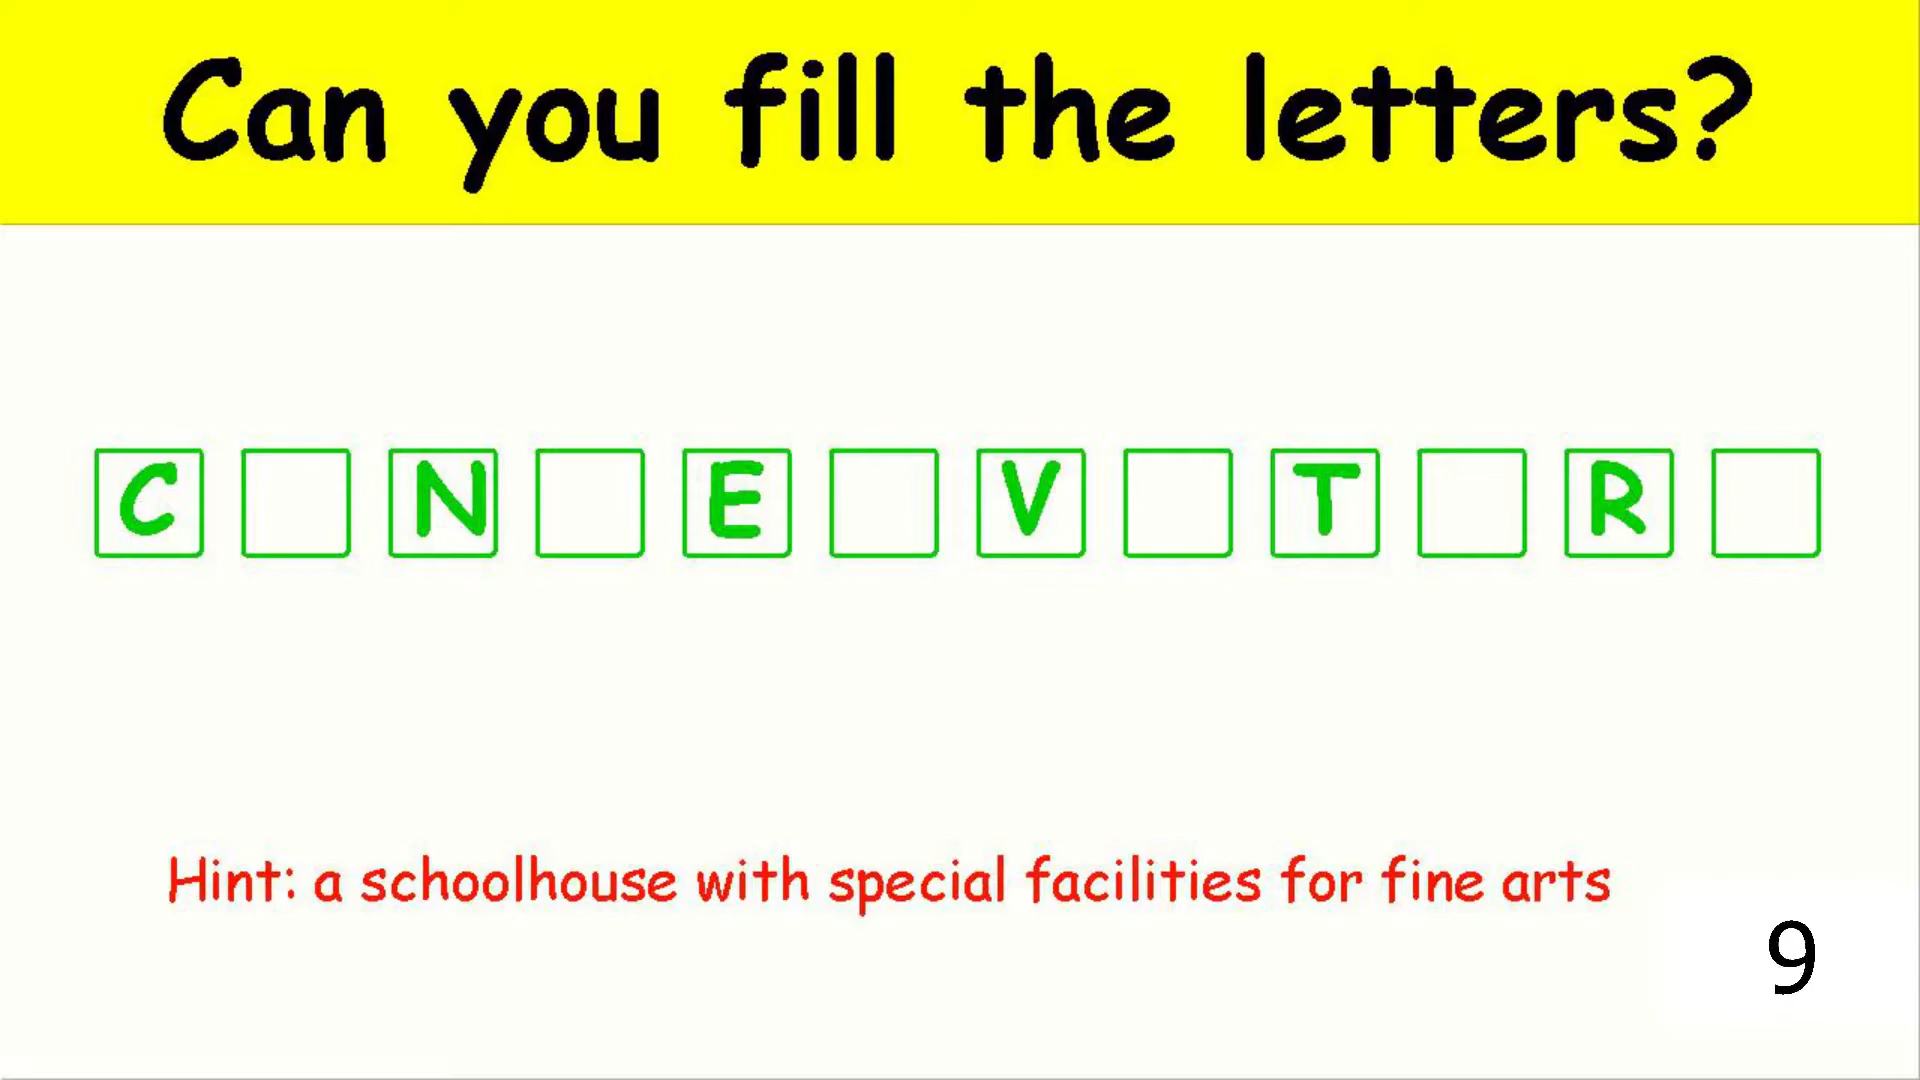 Can you fill the letters?
C N E V T R
Hint: a schoolhouse with special facilities for fine arts
9